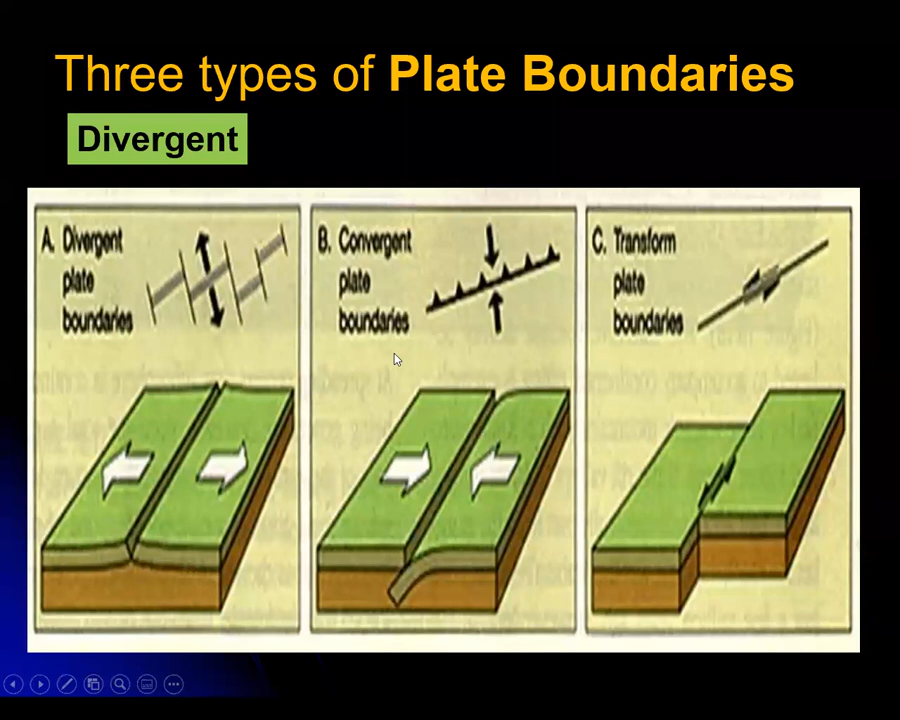 Three types of Plate Boundaries
Divergent
A. Divergent
plate
boundaries
B. Convergent
plate
boundaries
C. Transform
plate
boundaries